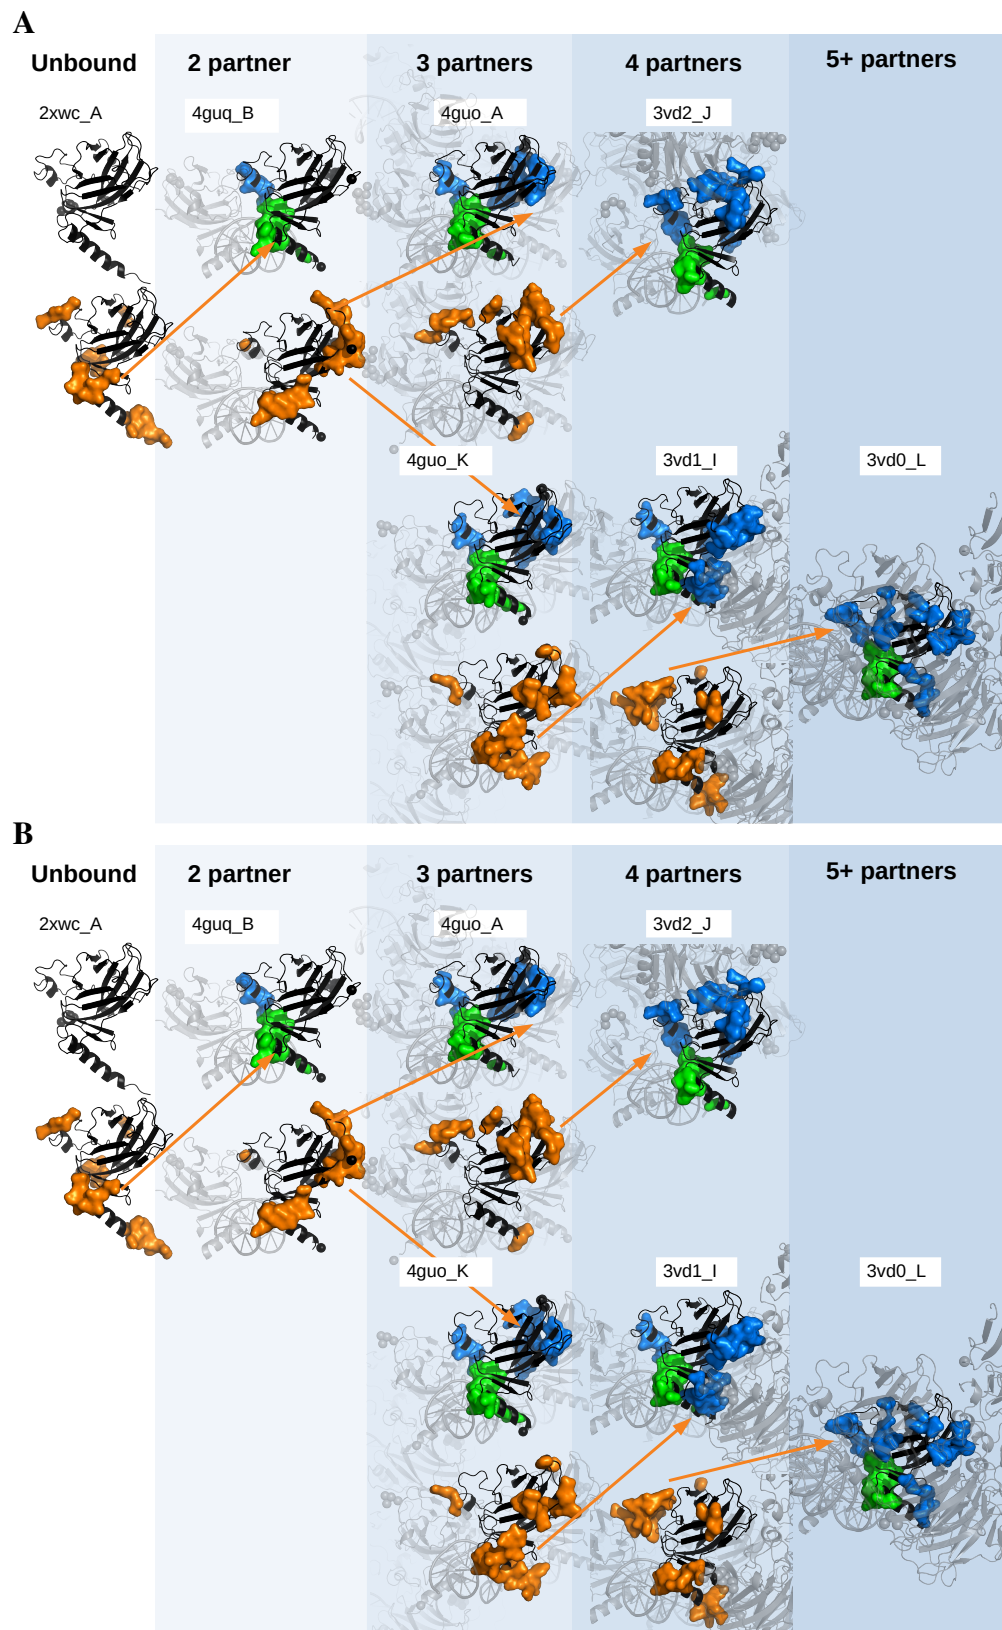 A
Unbound 2 partner 3 partners 4 partners 5+ partners
2xwc_A 4guq_B 4guo_A 3vd2_J
4guo_K 3vd1_I 3vd0_L
B
Unbound 2 partner 3 partners 4 partners 5+ partners
2xwc_A 4guq_B 4guo_A 3vd2_J
4guo_K 3vd1_I 3vd0_L